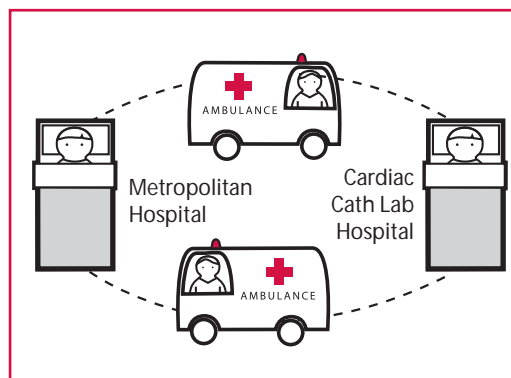 AMBULANCE
Metropolitan
Hospital
Cardiac
Cath Lab
Hospital
AMBULANCE